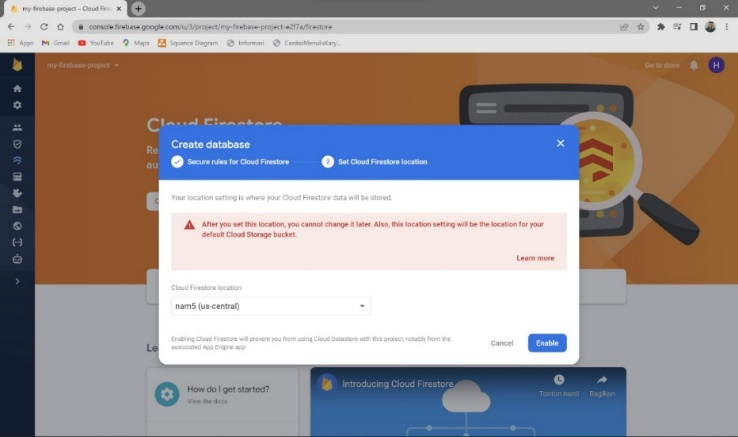 my-firebase-project – Cloud Fire
console.firebase.google.com/u/3/project/my-firebase-project-e2f7a/firestore
Apps Gmail YouTube Maps Squance Diagram Informasi CerdasMenulisKary...
my-firebase-project
Go to docs
H
Cloud Firestore
Re
au
Create database
Secure rules for Cloud Firestore
2 Set Cloud Firestore location
Your location setting is where your Cloud Firestore data will be stored.
After you set this location, you cannot change it later. Also, this location setting will be the location for your
default Cloud Storage bucket.
Learn more
Cloud Firestore location
nam5 (us-central)
Enabling Cloud Firestore will prevent you from using Cloud Datastore with this project, notably from the
associated App Engine app
Cancel
Enable
Le
How do I get started?
View the docs
Introducing Cloud Firestore
Tonton nanti
Bagikan